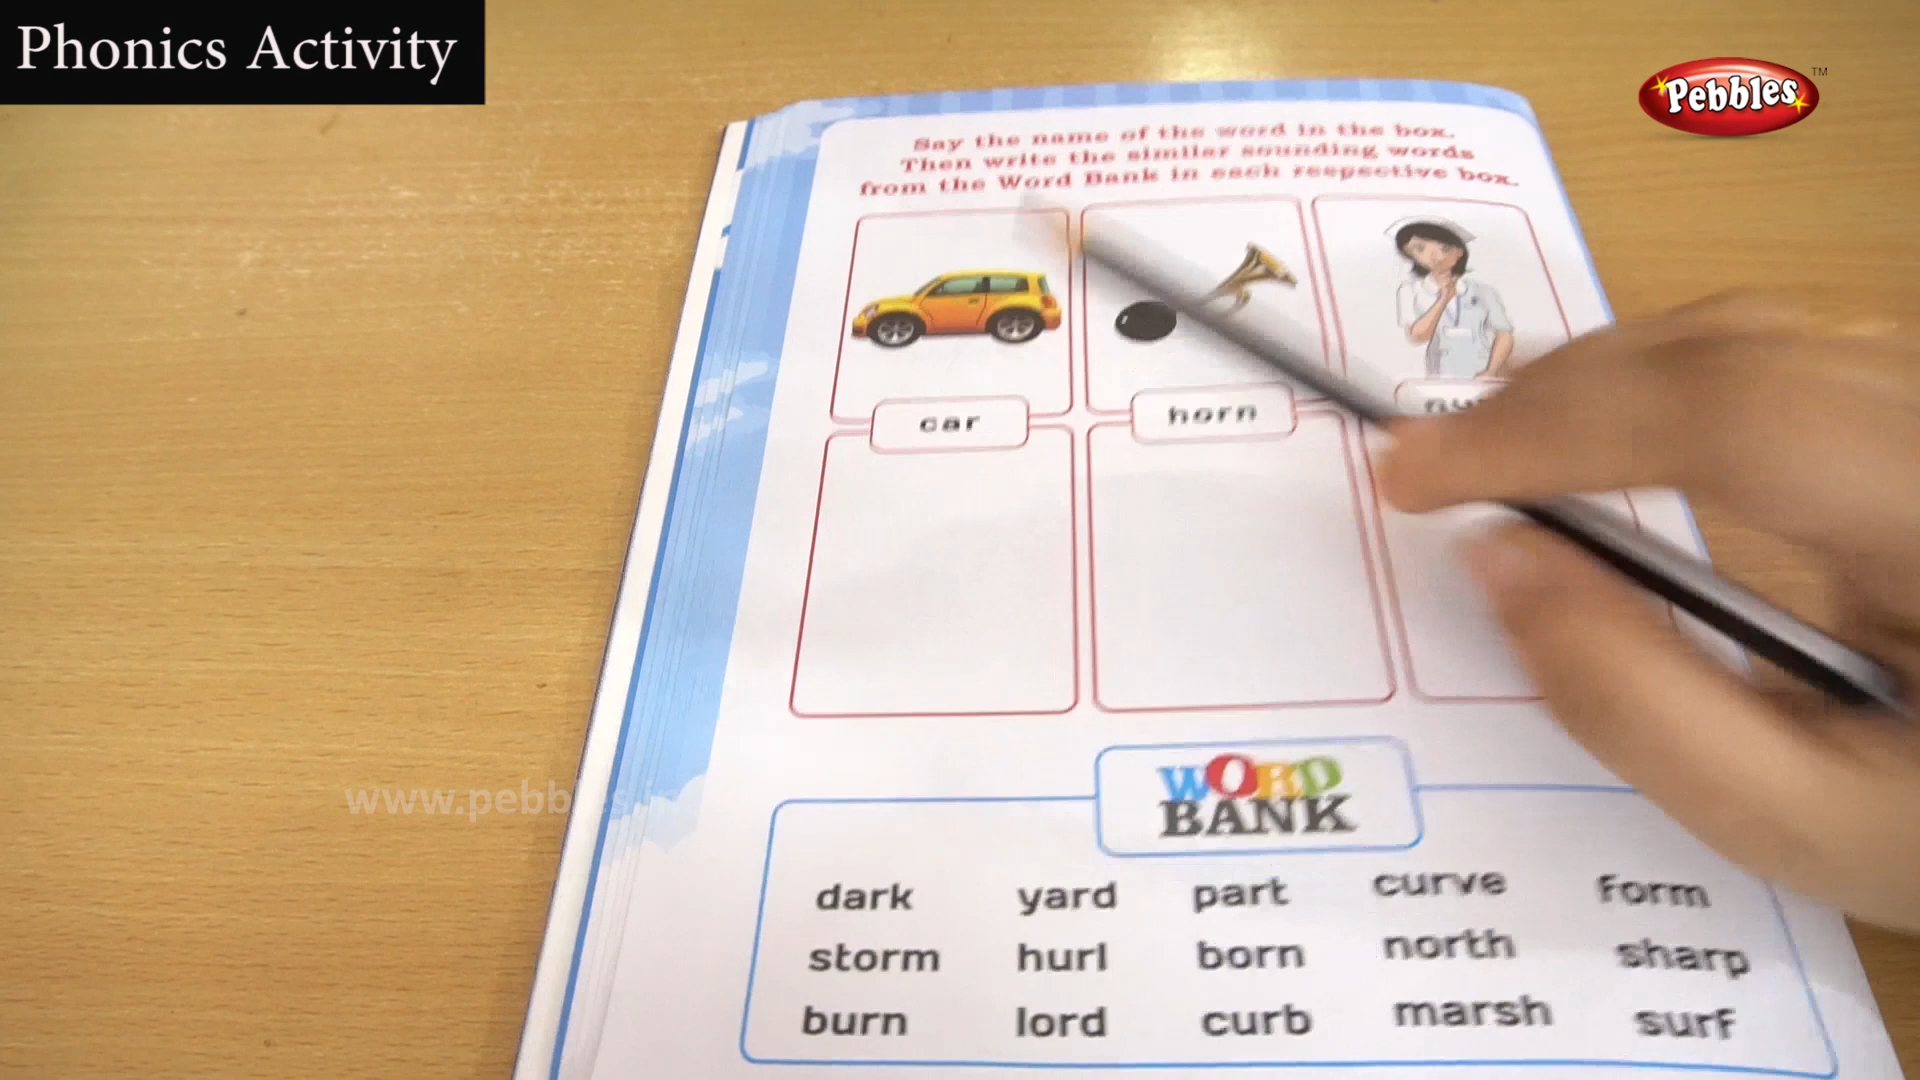 Phonics Activity
Pebbles
TM
Say the name of the word in the box.
Then write the similar sounding words
from the Word Bank in each respective box.
car
horn
WORD
BANK
dark yard part curve form
storm hurl born north sharp
burn lord curb marsh surf